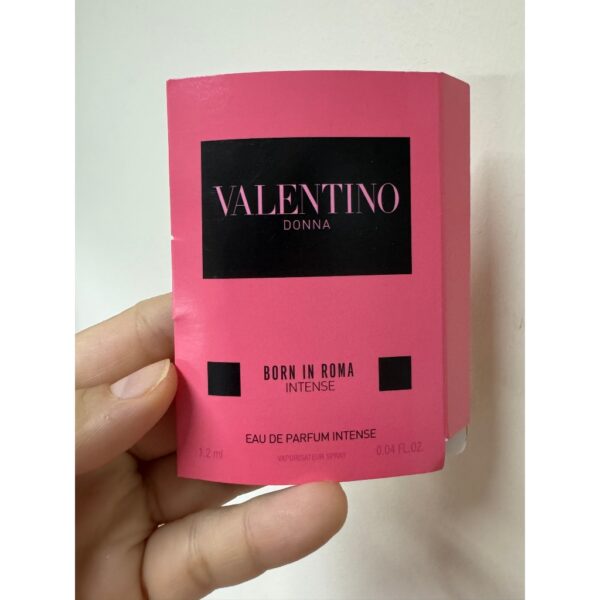 VALENTINO
DONNA
BORN IN ROMA
INTENSE
EAU DE PARFUM INTENSE
1.2 ml VAPORISATEUR SPRAY 0.04 FL.OZ.